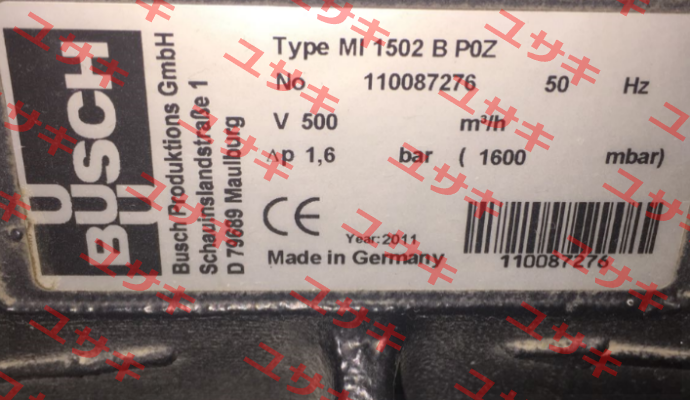 BUSCH
Busch Produktions GmbH
Schauinslandstraße 1
D 79689 Maulburg
Type MI 1502 B P0Z
No 110087276 50 Hz
V 500 m³/h
Δp 1,6 bar ( 1600 mbar)
CE
Year:2011
Made in Germany
110087276
ユサキ